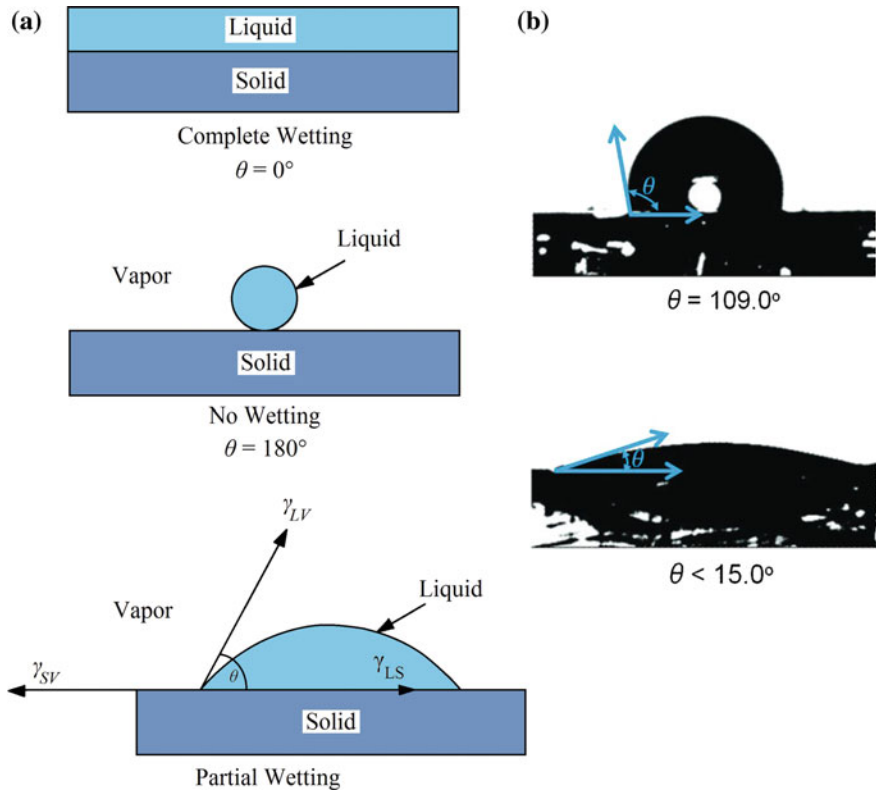 (a)
Liquid
Solid
Complete Wetting
θ = 0°
Vapor
Liquid
Solid
No Wetting
θ = 180°
γLV
Vapor
Liquid
γSV
θ
γLS
Solid
Partial Wetting
(b)
θ
θ = 109.0°
θ
θ < 15.0°